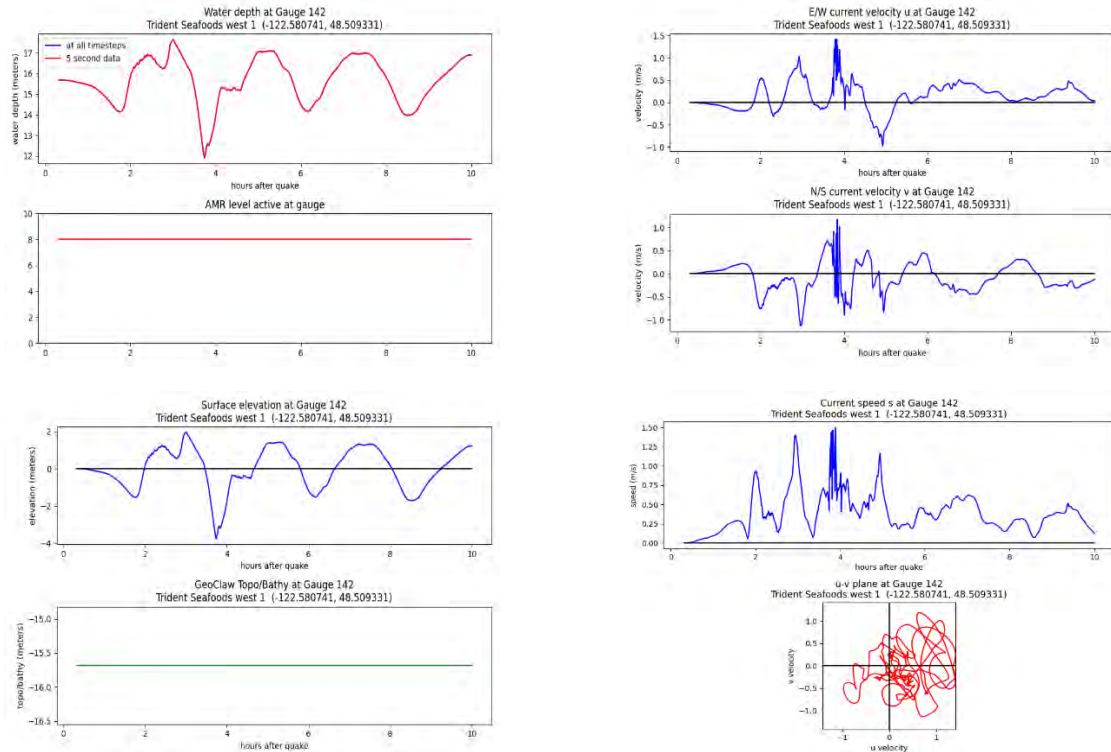 Water depth at Gauge 142
Trident Seafoods west 1 (-122.580741, 48.509331)
at all timesteps
5 second data
water depth (meters)
17
16
15
14
13
12
0 2 4 6 8 10
hours after quake
AMR level active at gauge
10
8
6
4
2
0
0 2 4 6 8 10
hours after quake
Surface elevation at Gauge 142
Trident Seafoods west 1 (-122.580741, 48.509331)
elevation (meters)
2
0
−2
−4
0 2 4 6 8 10
hours after quake
GeoClaw Topo/Bathy at Gauge 142
Trident Seafoods west 1 (-122.580741, 48.509331)
topo/bathy (meters)
−15.0
−15.5
−16.0
−16.5
0 2 4 6 8 10
hours after quake
E/W current velocity u at Gauge 142
Trident Seafoods west 1 (-122.580741, 48.509331)
velocity (m/s)
1.5
1.0
0.5
0.0
−0.5
−1.0
0 2 4 6 8 10
hours after quake
N/S current velocity v at Gauge 142
Trident Seafoods west 1 (-122.580741, 48.509331)
velocity (m/s)
1.0
0.5
0.0
−0.5
−1.0
0 2 4 6 8 10
hours after quake
Current speed s at Gauge 142
Trident Seafoods west 1 (-122.580741, 48.509331)
speed (m/s)
1.50
1.25
1.00
0.75
0.50
0.25
0.00
0 2 4 6 8 10
hours after quake
u-v plane at Gauge 142
Trident Seafoods west 1 (-122.580741, 48.509331)
v velocity
1.0
0.5
0.0
−0.5
−1.0
−1 0 1
u velocity